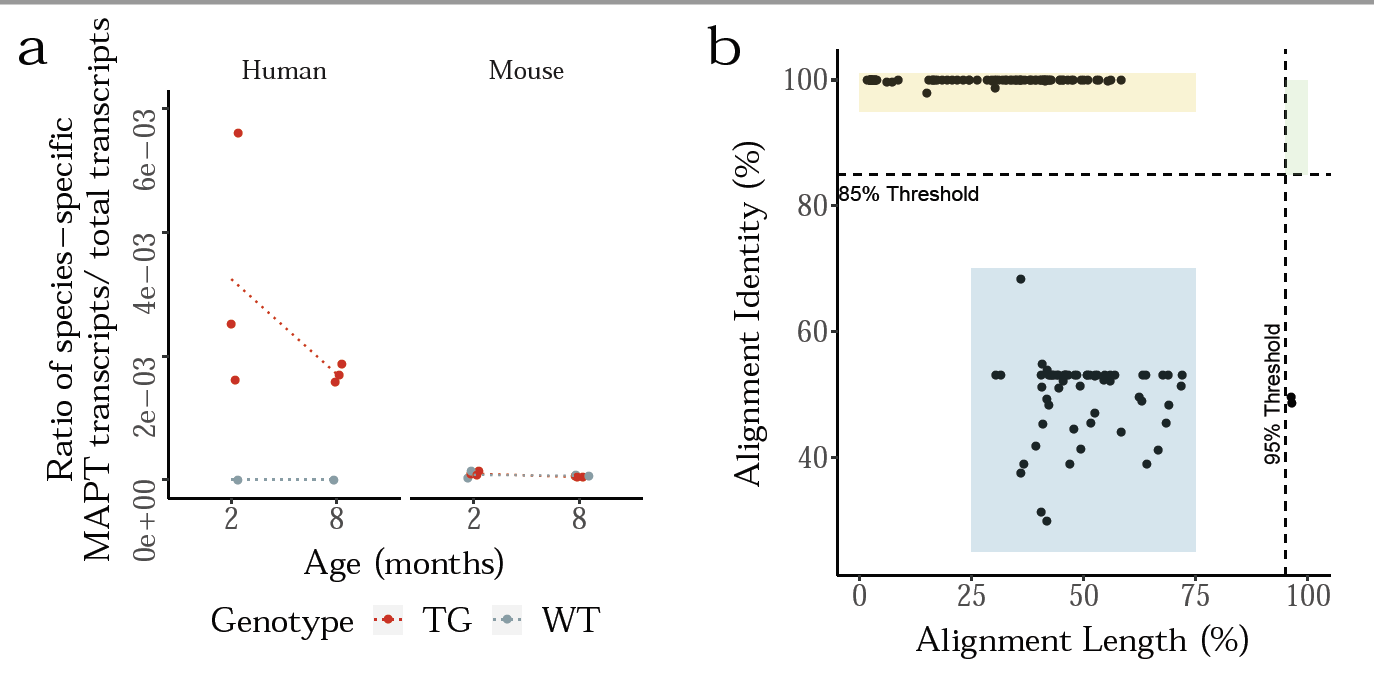 a
Human
Mouse
Ratio of species−specific
MAPT transcripts/ total transcripts
6e−03
4e−03
2e−03
0e+00
2
8
2
8
Age (months)
Genotype TG WT
b
Alignment Identity (%)
100
80
60
40
85% Threshold
95% Threshold
0
25
50
75
100
Alignment Length (%)